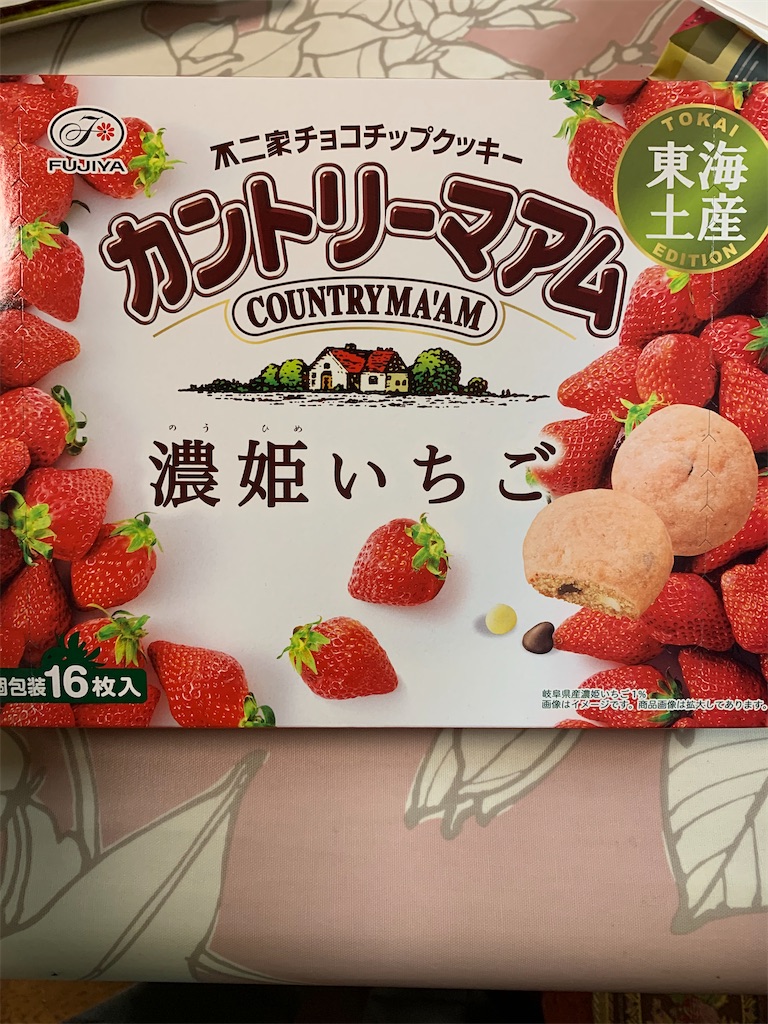 FUJIYA
不二家チョコチップクッキー
カントリーマアム
COUNTRY MA'AM
TOKAI
東海
土産
EDITION
のうひめ
濃姫いちご
個包装16枚入
岐阜県産濃姫いちご1%
画像はイメージです。商品画像は拡大してあります。